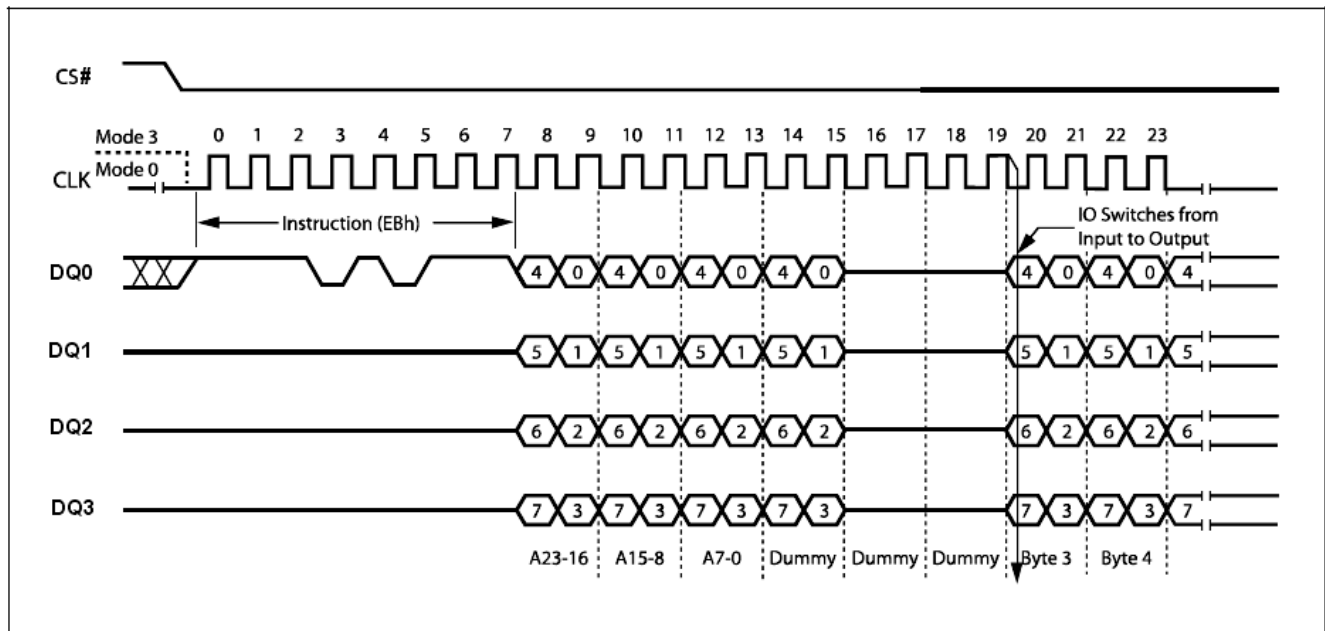 CS#
Mode 3
0 1 2 3 4 5 6 7 8 9 10 11 12 13 14 15 16 17 18 19 20 21 22 23
Mode 0
CLK
Instruction (EBh)
IO Switches from
Input to Output
DQ0 4 0 4 0 4 0 4 0 4 0 4 0 4
DQ1 5 1 5 1 5 1 5 1 5 1 5 1 5
DQ2 6 2 6 2 6 2 6 2 6 2 6 2 6
DQ3 7 3 7 3 7 3 7 3 7 3 7 3 7
A23-16 A15-8 A7-0 Dummy Dummy Dummy Byte 3 Byte 4